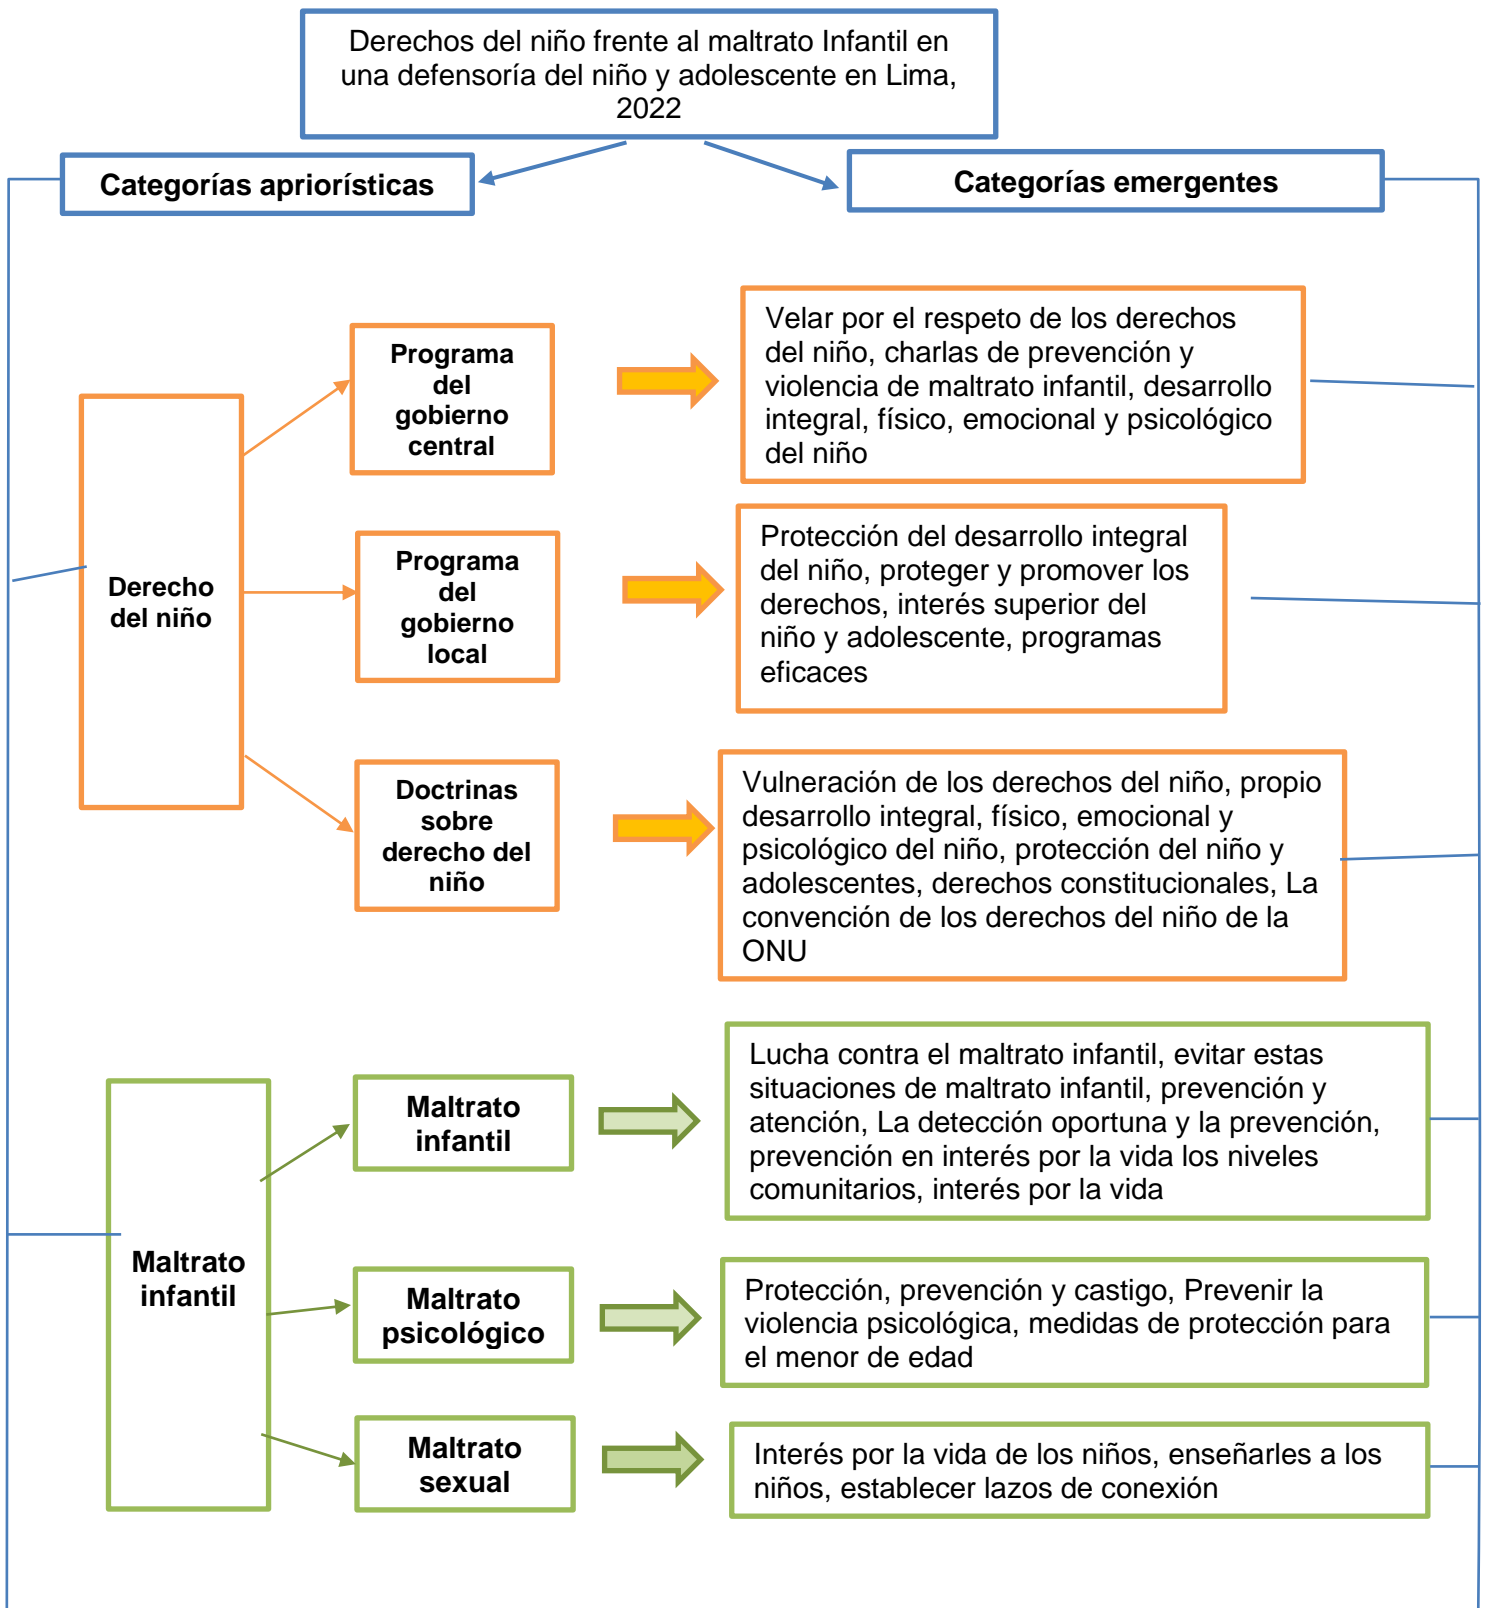 Derechos del niño frente al maltrato Infantil en
una defensoría del niño y adolescente en Lima,
2022
Categorías apriorísticas
Categorías emergentes
Derecho
del niño
Programa
del
gobierno
central
Velar por el respeto de los derechos
del niño, charlas de prevención y
violencia de maltrato infantil, desarrollo
integral, físico, emocional y psicológico
del niño
Programa
del
gobierno
local
Protección del desarrollo integral
del niño, proteger y promover los
derechos, interés superior del
niño y adolescente, programas
eficaces
Doctrinas
sobre
derecho del
niño
Vulneración de los derechos del niño, propio
desarrollo integral, físico, emocional y
psicológico del niño, protección del niño y
adolescentes, derechos constitucionales, La
convención de los derechos del niño de la
ONU
Maltrato
infantil
Maltrato
infantil
Lucha contra el maltrato infantil, evitar estas
situaciones de maltrato infantil, prevención y
atención, La detección oportuna y la prevención,
prevención en interés por la vida los niveles
comunitarios, interés por la vida
Maltrato
psicológico
Protección, prevención y castigo, Prevenir la
violencia psicológica, medidas de protección para
el menor de edad
Maltrato
sexual
Interés por la vida de los niños, enseñarles a los
niños, establecer lazos de conexión